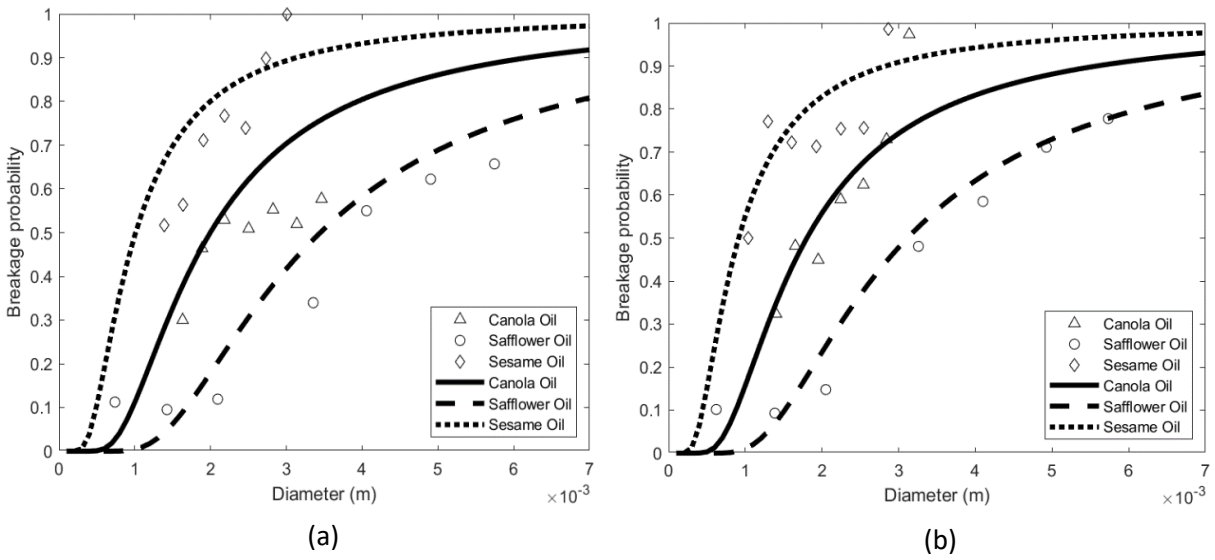 1
0.9
0.8
0.7
0.6
0.5
0.4
0.3
0.2
0.1
0
Breakage probability
Canola Oil
Safflower Oil
Sesame Oil
Canola Oil
Safflower Oil
Sesame Oil
0 1 2 3 4 5 6 7
Diameter (m)
×10⁻³
(a)
1
0.9
0.8
0.7
0.6
0.5
0.4
0.3
0.2
0.1
0
Breakage probability
Canola Oil
Safflower Oil
Sesame Oil
Canola Oil
Safflower Oil
Sesame Oil
0 1 2 3 4 5 6 7
Diameter (m)
×10⁻³
(b)